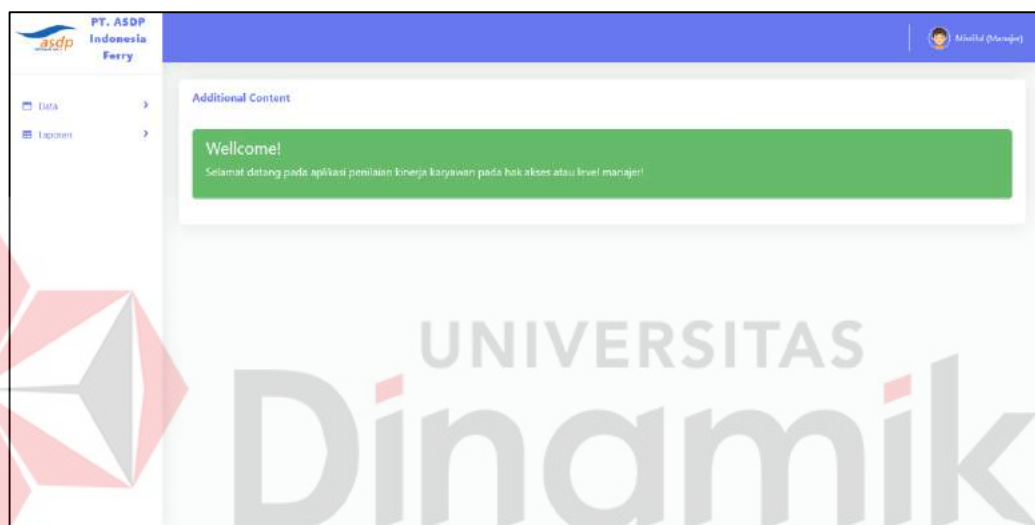 asdp
PT. ASDP
Indonesia
Ferry
(Manajer)
Data
Laporan
Additional Content
Wellcome!
Selamat datang pada aplikasi penilaian kinerja karyawan pada hak akses atau level manajer!
UNIVERSITAS
Dinamik